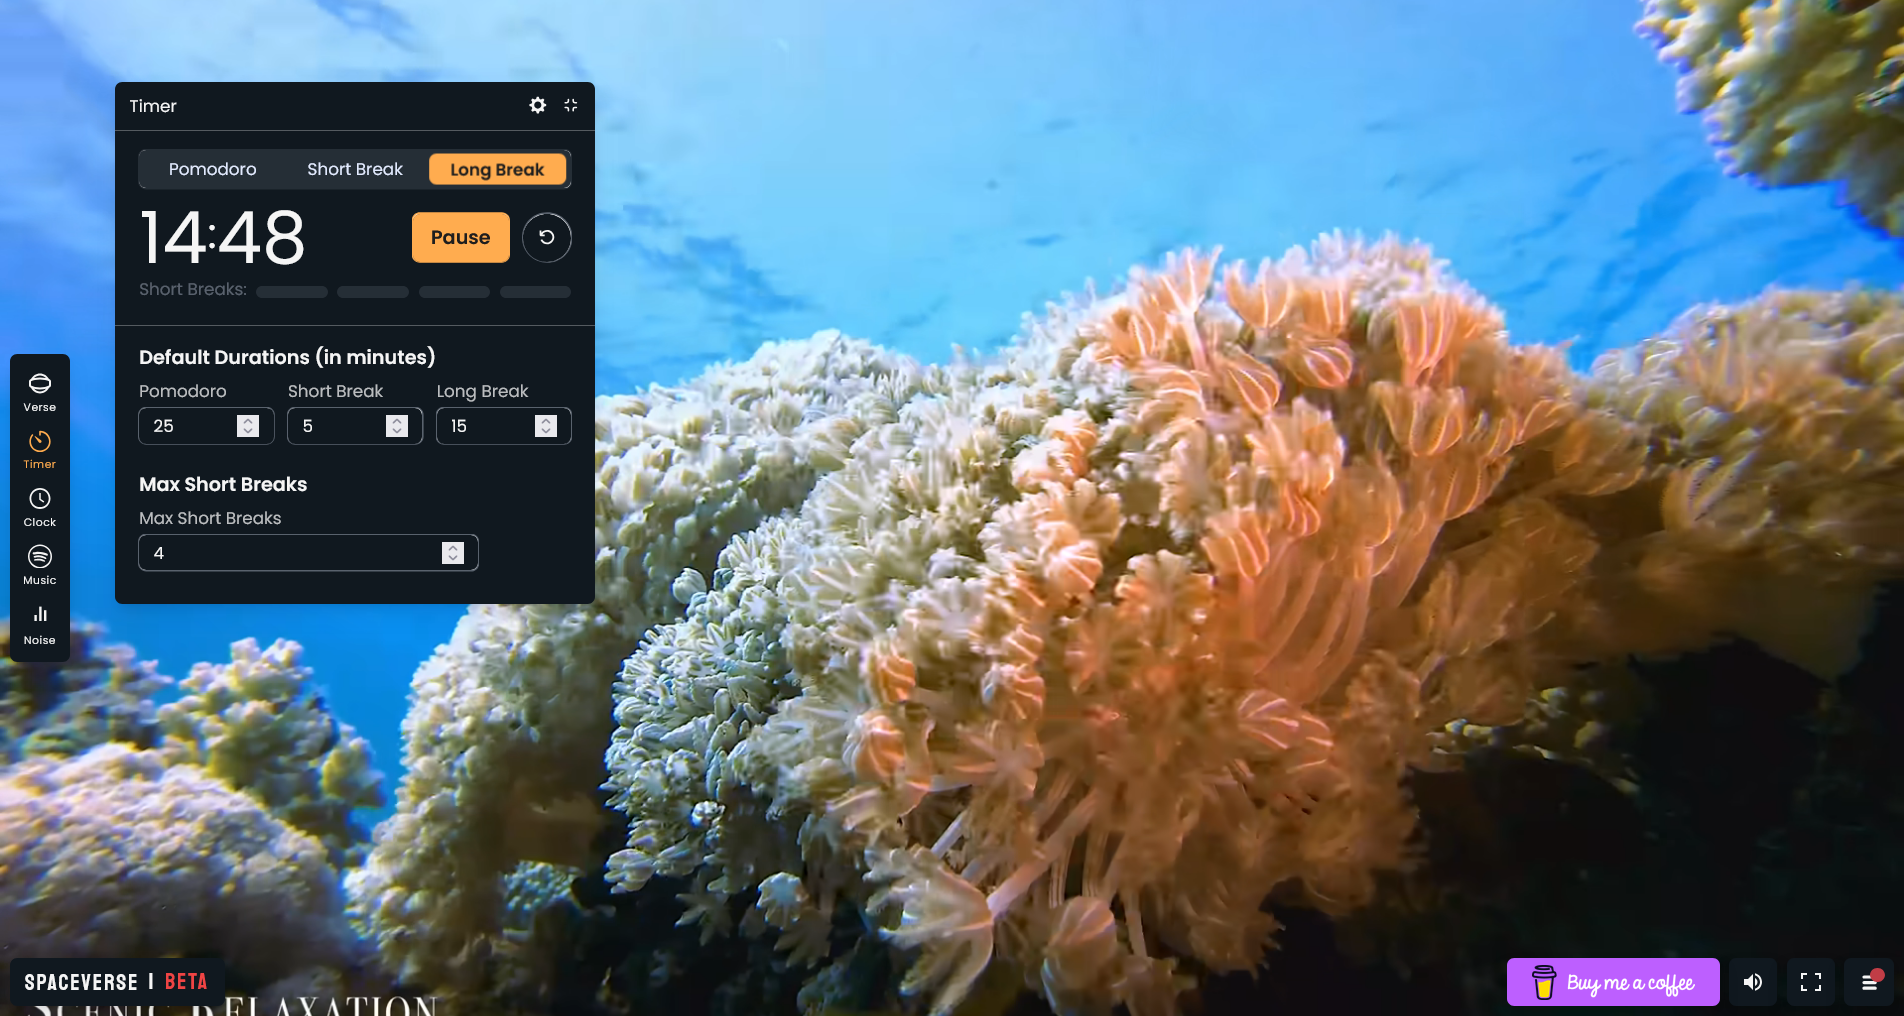 Timer
Pomodoro Short Break Long Break
14:48 Pause
Short Breaks:
Default Durations (in minutes)
Pomodoro Short Break Long Break
25 5 15
Max Short Breaks
Max Short Breaks
4
Verse
Timer
Clock
Music
Noise
SPACEVERSE | BETA
SCENIC RELAXATION
Buy me a coffee